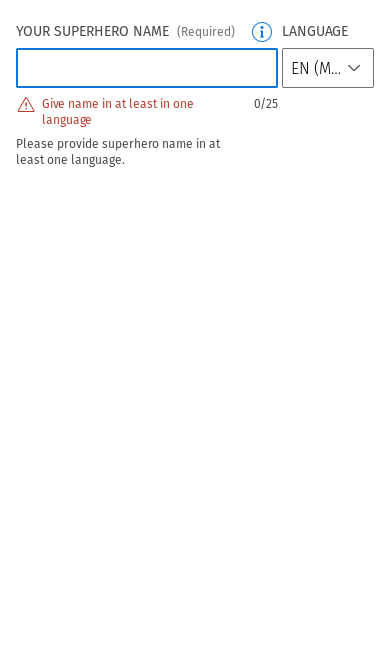 YOUR SUPERHERO NAME (Required) LANGUAGE
EN (M...
Give name in at least in one
language
0/25
Please provide superhero name in at
least one language.